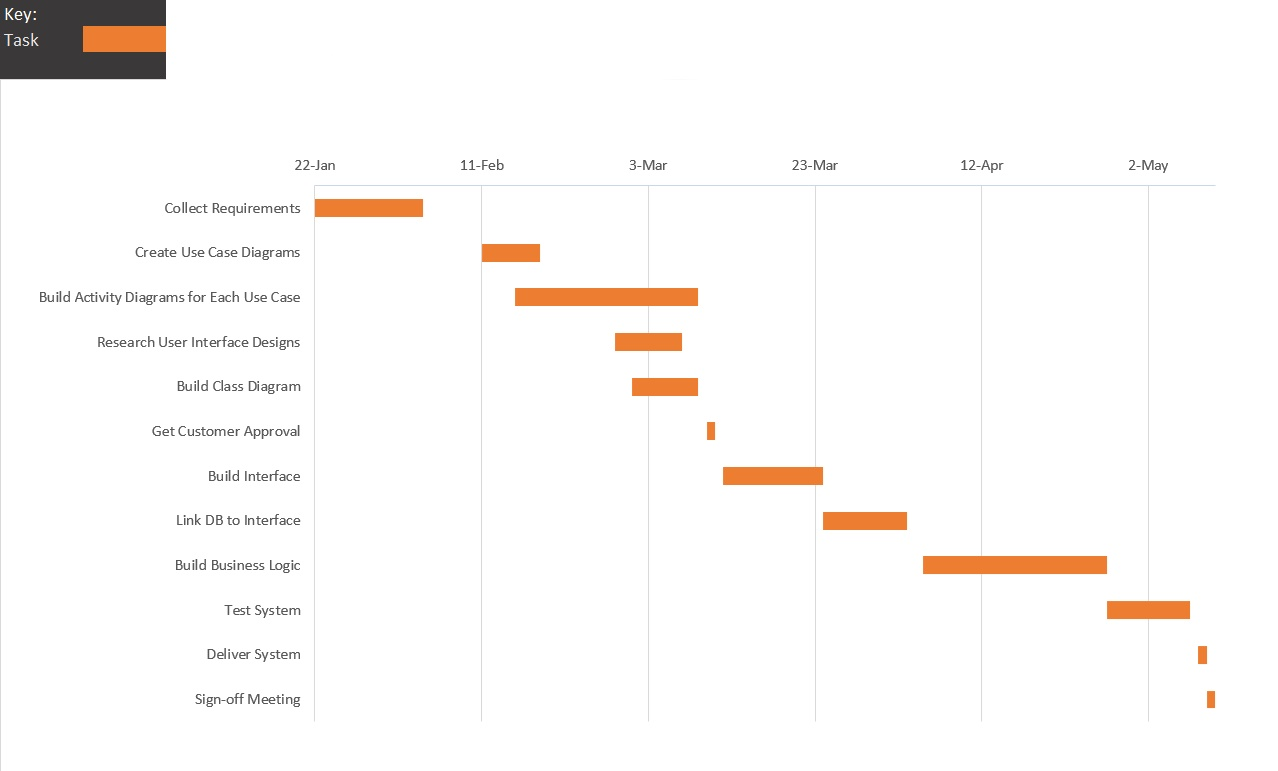 Key:
Task
22-Jan 11-Feb 3-Mar 23-Mar 12-Apr 2-May
Collect Requirements
Create Use Case Diagrams
Build Activity Diagrams for Each Use Case
Research User Interface Designs
Build Class Diagram
Get Customer Approval
Build Interface
Link DB to Interface
Build Business Logic
Test System
Deliver System
Sign-off Meeting